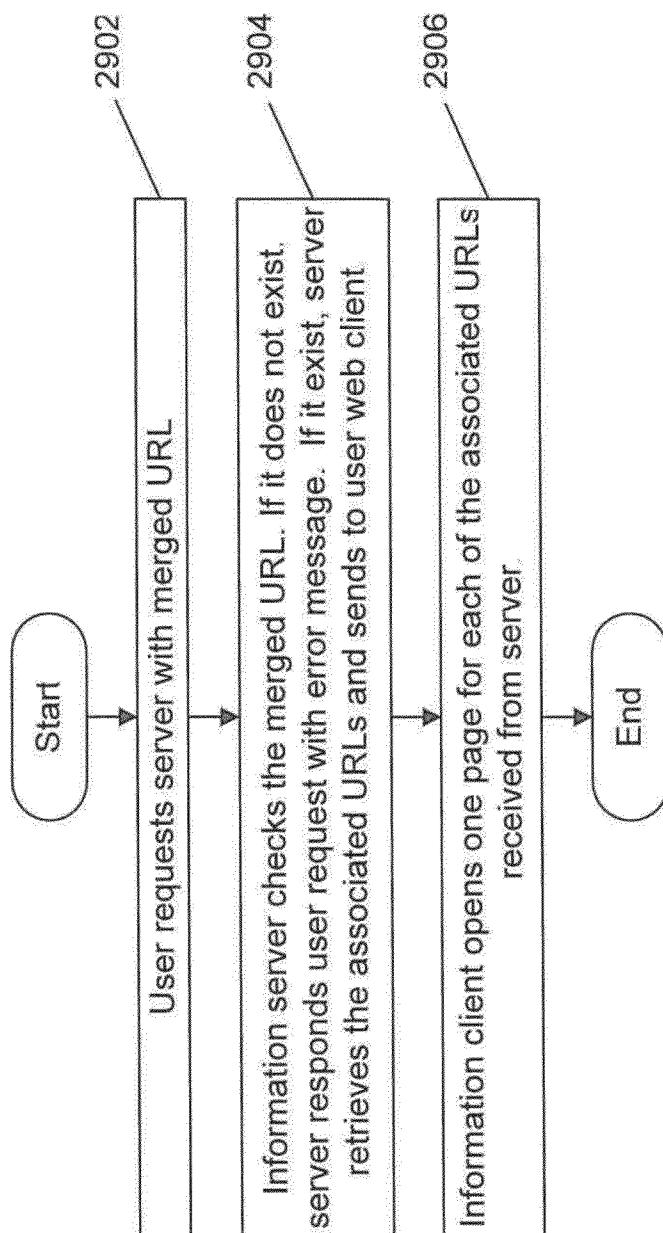 Start
User requests server with merged URL
2902
Information server checks the merged URL. If it does not exist.
server responds user request with error message. If it exist, server
retrieves the associated URLs and sends to user web client
2904
Information client opens one page for each of the associated URLs
received from server.
2906
End